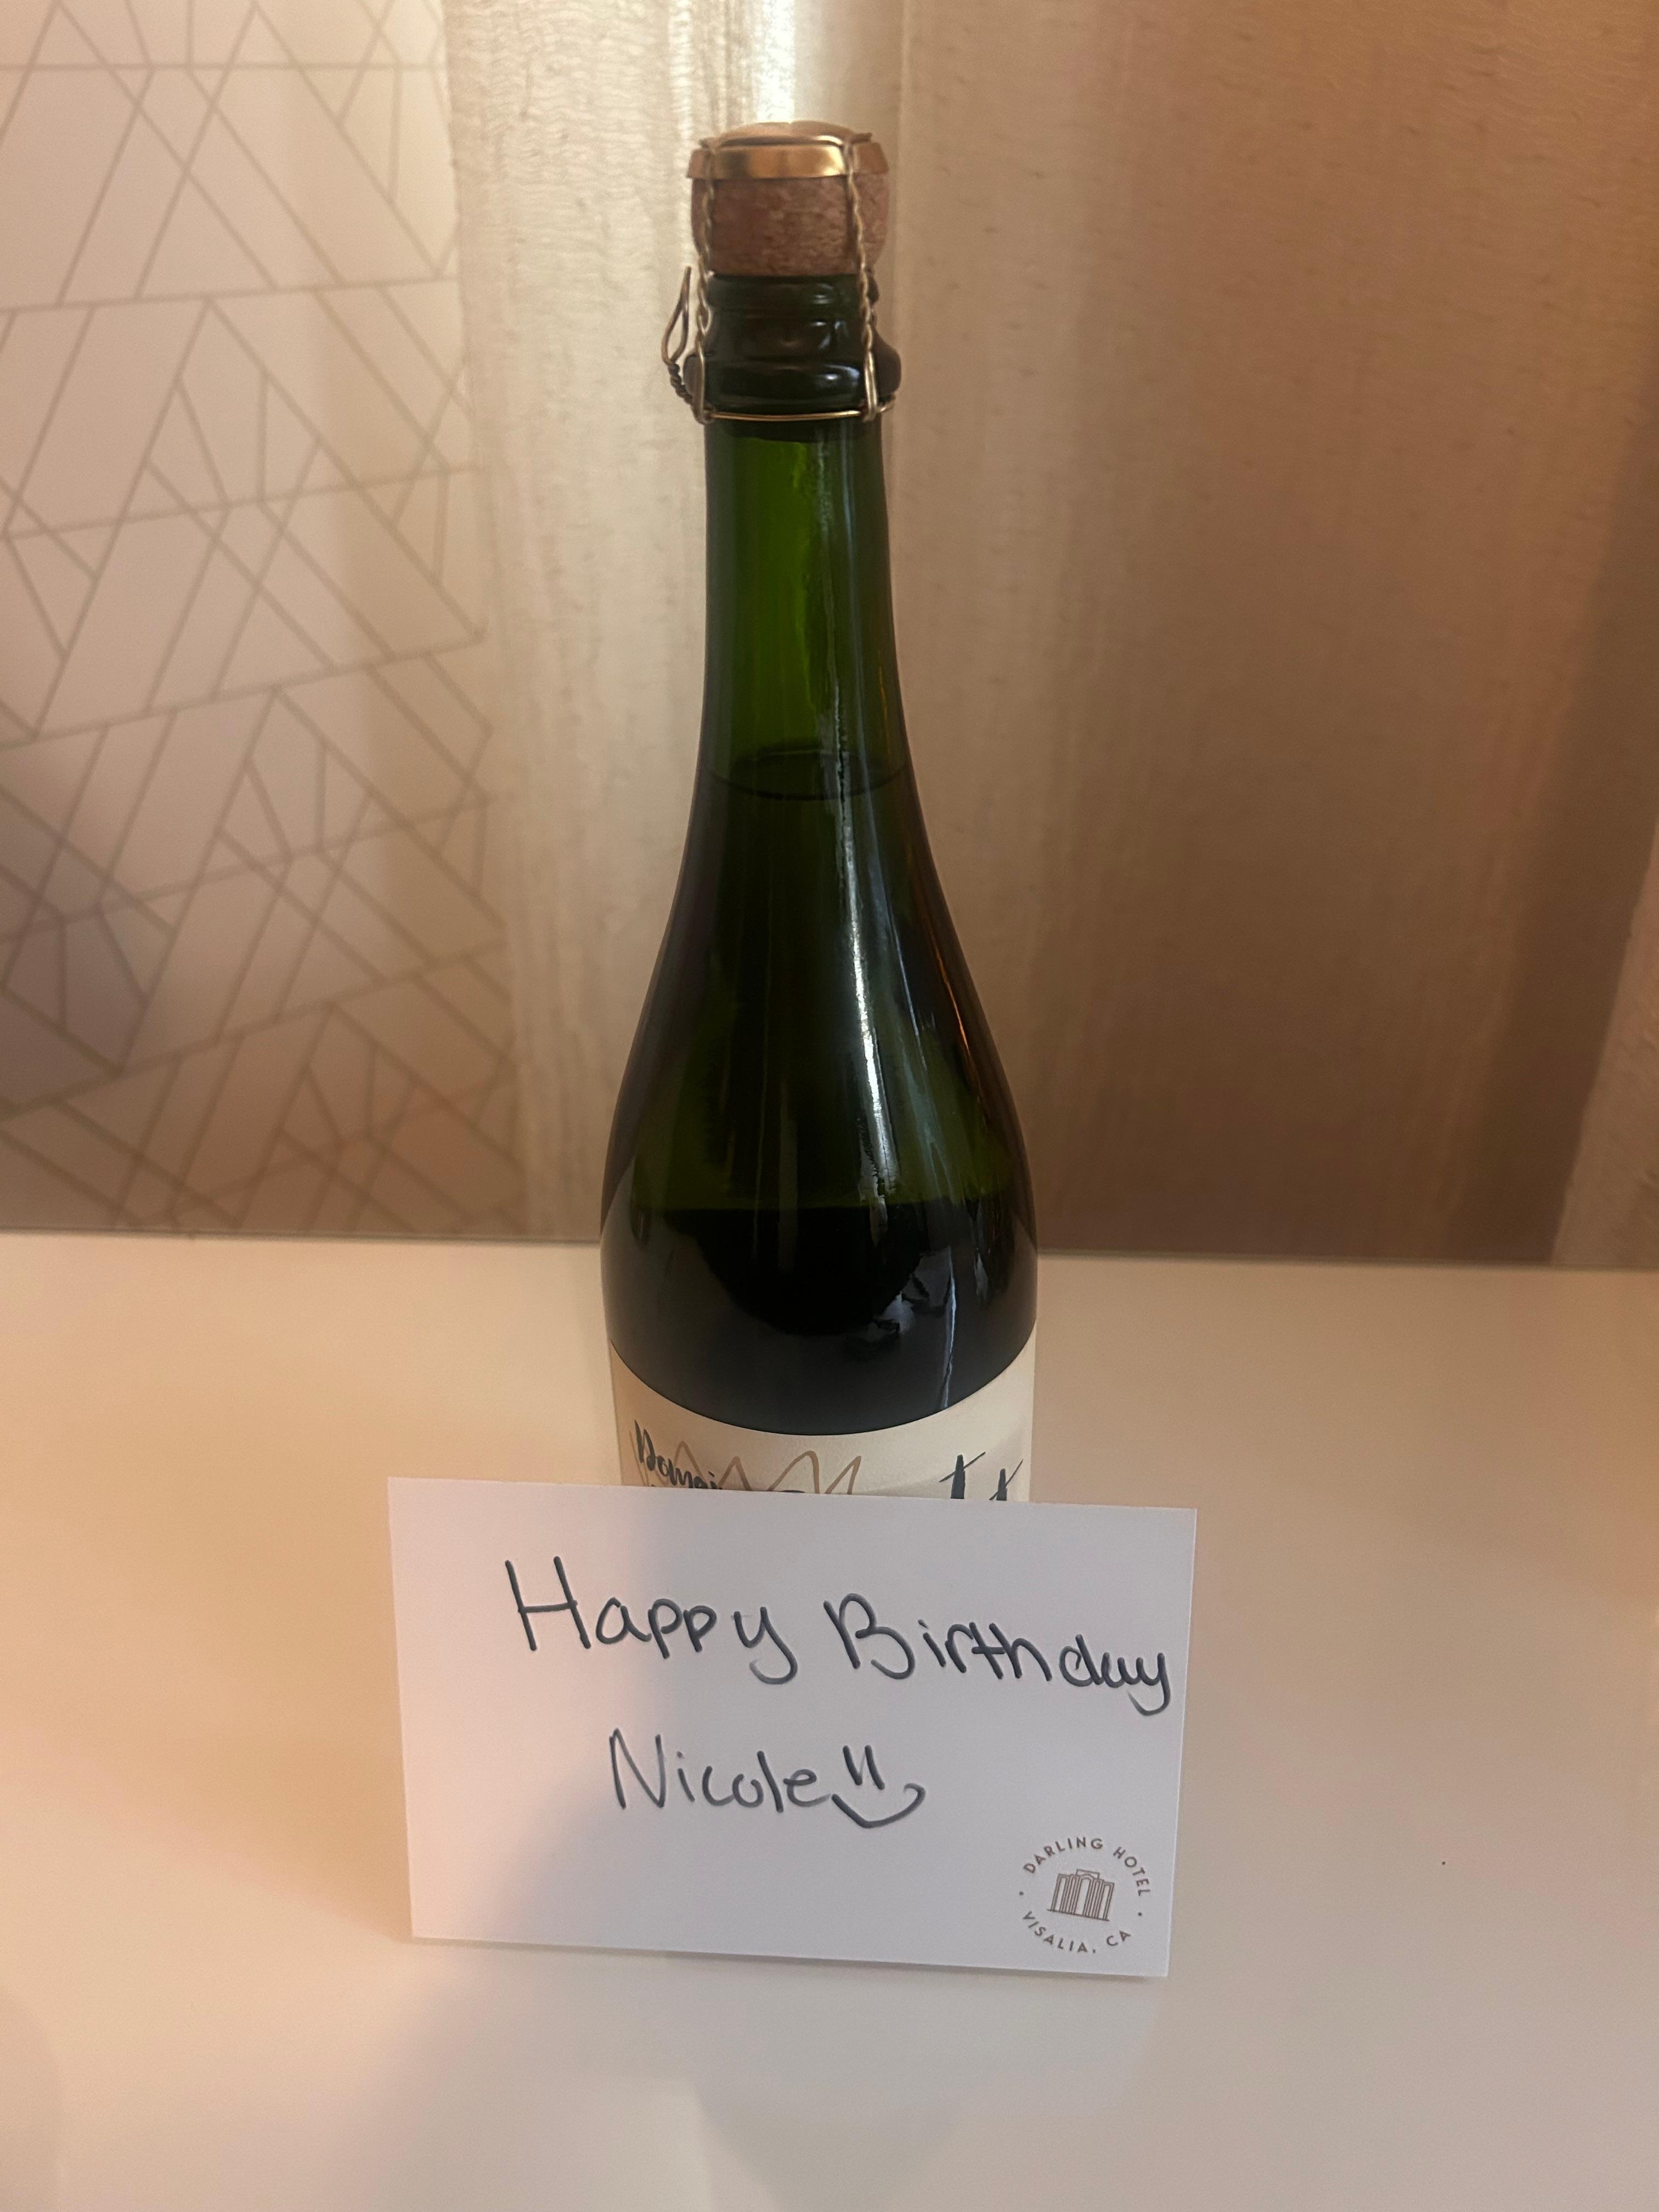 Happy Birthday
Nicole
DARLING HOTEL
VISALIA, CA